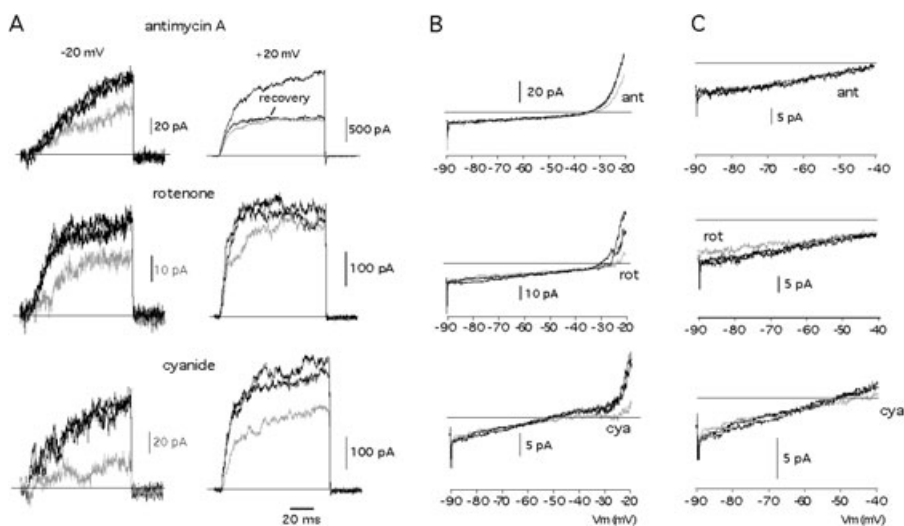 A
antimycin A
-20 mV
+20 mV
recovery
20 pA
500 pA
rotenone
10 pA
100 pA
cyanide
20 pA
100 pA
20 ms
B
20 pA
ant
-90 -80 -70 -60 -50 -40 -30 -20
rot
10 pA
-90 -80 -70 -60 -50 -40 -30 -20
cya
5 pA
-90 -80 -70 -60 -50 -40 -30 -20
Vm(mV)
C
ant
5 pA
-90 -80 -70 -60 -50 -40
rot
5 pA
-90 -80 -70 -60 -50 -40
cya
5 pA
-90 -80 -70 -60 -50 -40
Vm(mV)